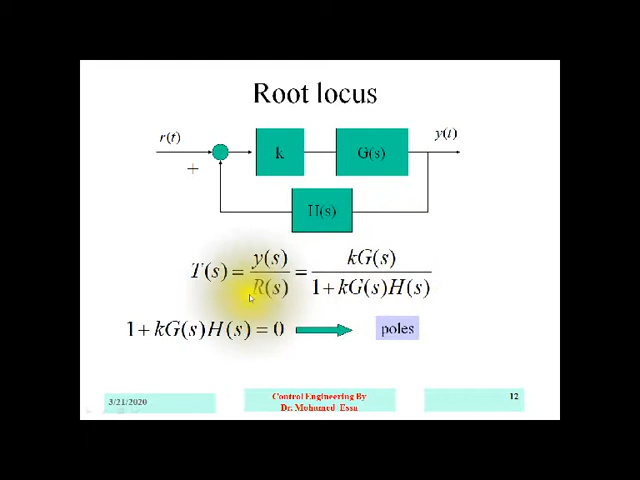 Root locus
r(t)
y(t)
+
k
G(s)
H(s)
T(s) = y(s)/R(s) = kG(s)/(1 + kG(s)H(s))
1 + kG(s)H(s) = 0
poles
3/21/2020
Control Engineering By
Dr. Mohamed Essa
12